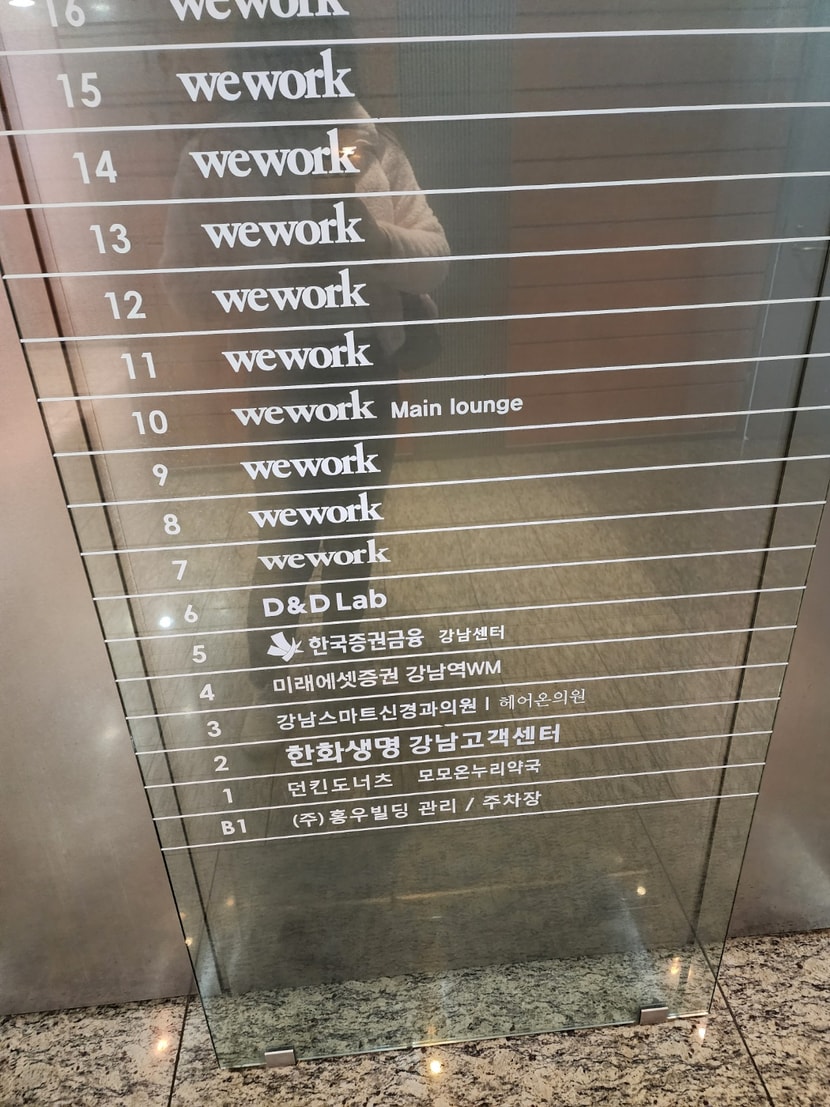 16 wework
15 wework
14 wework
13 wework
12 wework
11 wework
10 wework Main lounge
9 wework
8 wework
7 wework
6 D&D Lab
5 한국증권금융 강남센터
4 미래에셋증권 강남역WM
3 강남스마트신경과의원 | 헤어온의원
2 한화생명 강남고객센터
1 던킨도너츠 모모온누리약국
B1 (주)홍우빌딩 관리 / 주차장